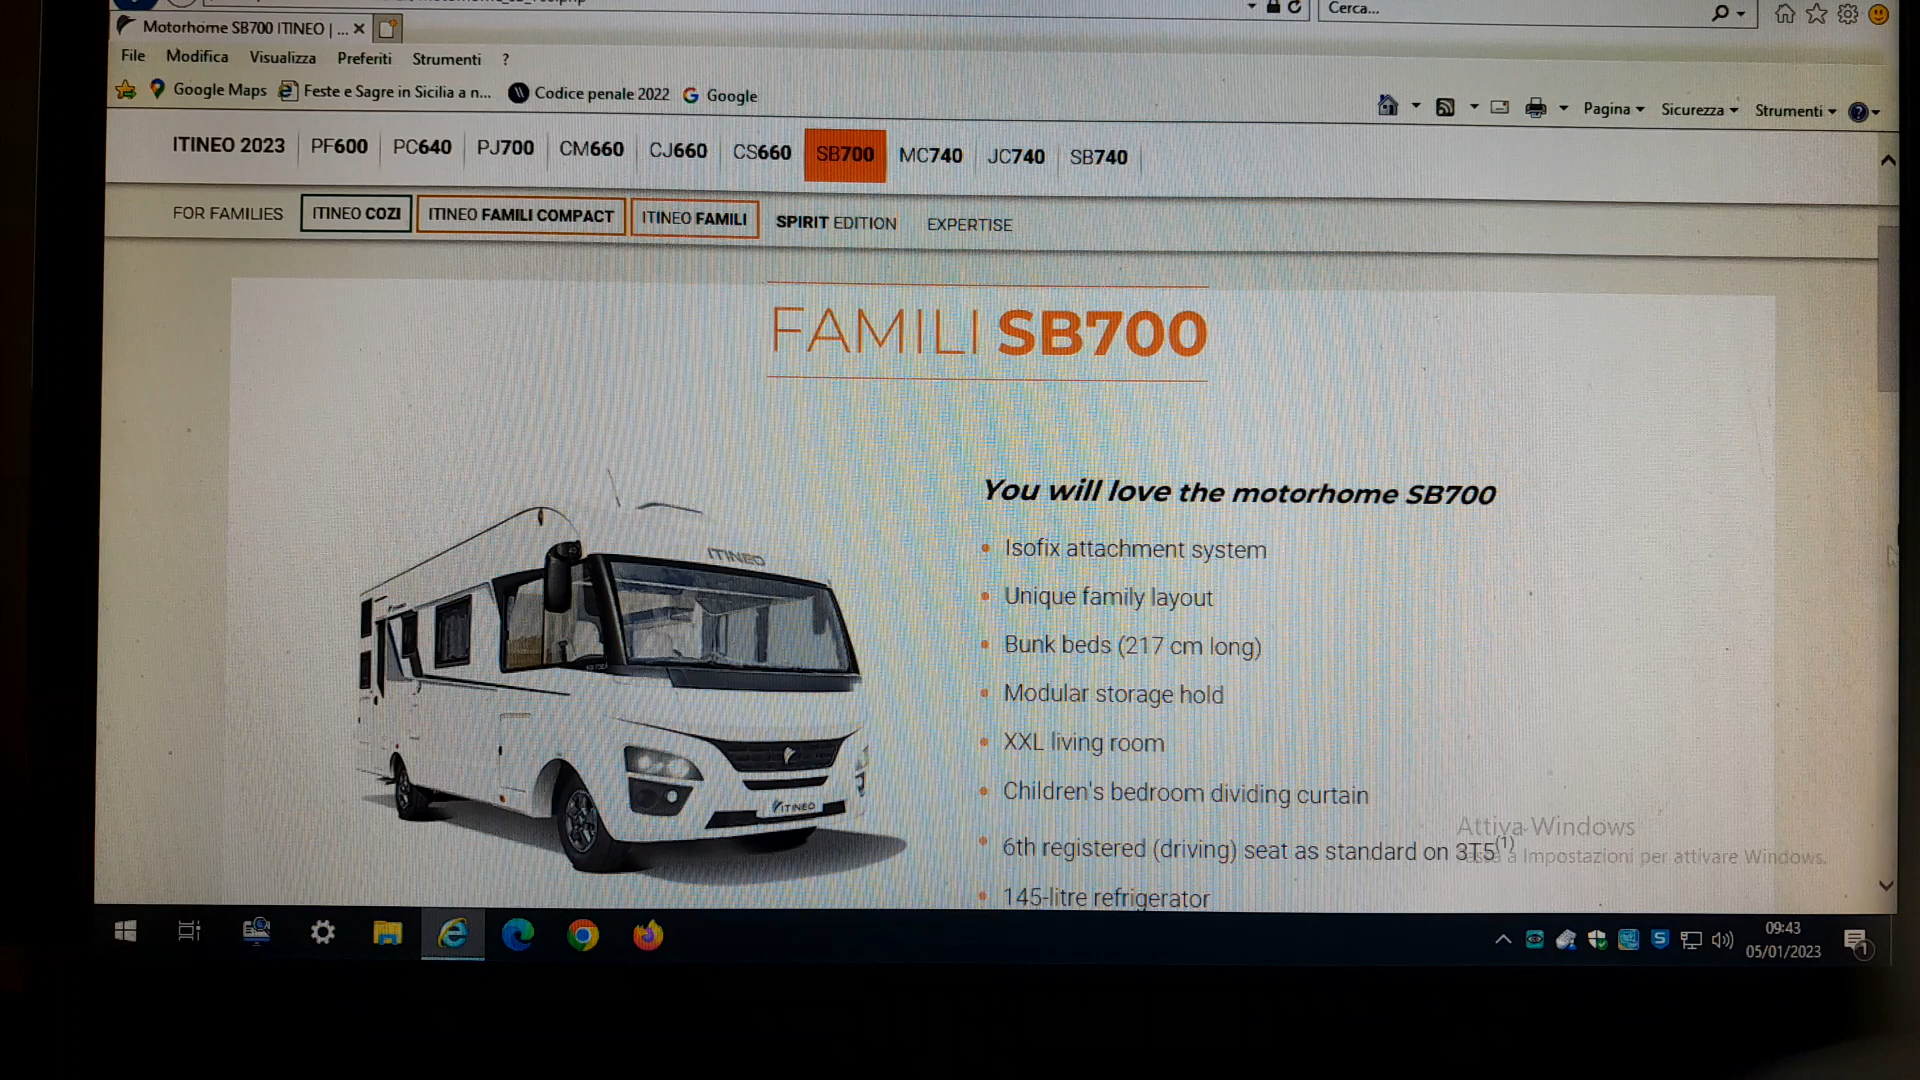 Cerca...
Motorhome SB700 ITINEO | ...
File Modifica Visualizza Preferiti Strumenti ?
Google Maps Feste e Sagre in Sicilia a n... Codice penale 2022 Google
Pagina Sicurezza Strumenti
ITINEO 2023 PF600 PC640 PJ700 CM660 CJ660 CS660 SB700 MC740 JC740 SB740
FOR FAMILIES ITINEO COZI ITINEO FAMILI COMPACT ITINEO FAMILI SPIRIT EDITION EXPERTISE
FAMILI SB700
You will love the motorhome SB700
ITINEO
Isofix attachment system
Unique family layout
Bunk beds (217 cm long)
Modular storage hold
XXL living room
Children's bedroom dividing curtain
ITINEO
Attiva Windows
6th registered (driving) seat as standard on 3T5(1)
a Impostazioni per attivare Windows.
145-litre refrigerator
09:43
05/01/2023
1